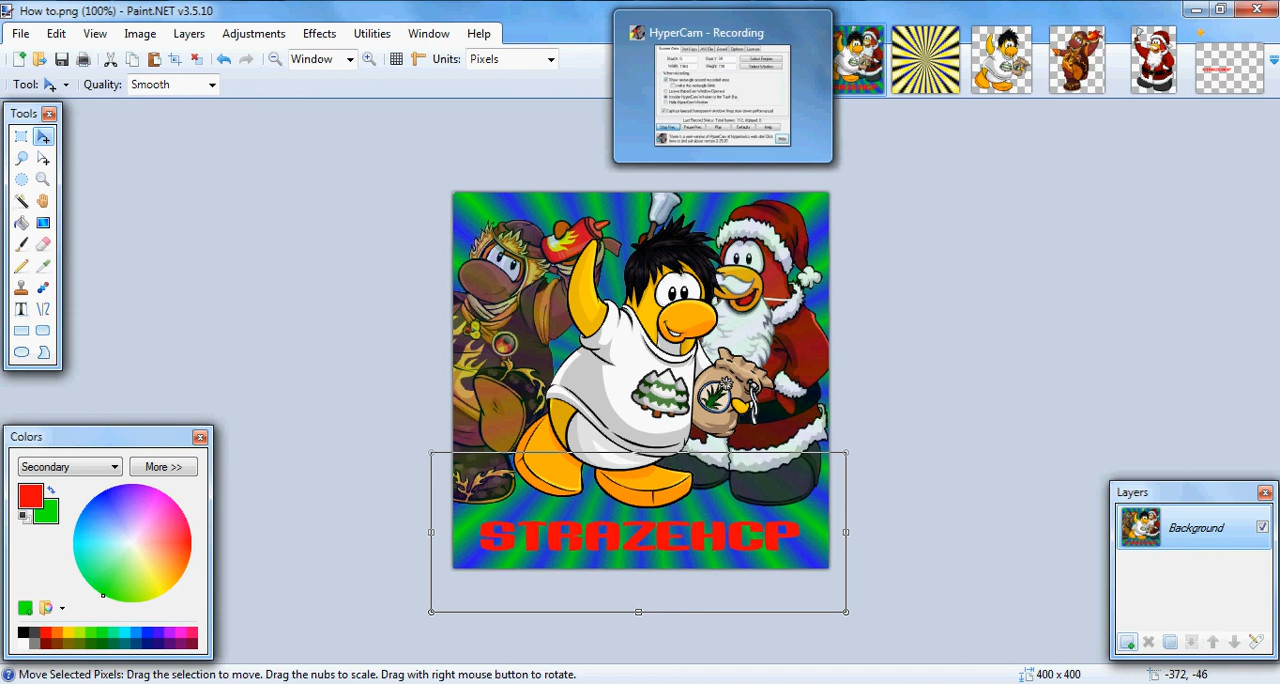 How to.png (100%) - Paint.NET v3.5.10
File Edit View Image Layers Adjustments Effects Utilities Window Help
Window Units: Pixels
Tool: Quality: Smooth
HyperCam - Recording
Tools
STRAZEHCP
Colors
Secondary More >>
Layers
Background
Move Selected Pixels: Drag the selection to move. Drag the nubs to scale. Drag with right mouse button to rotate.
400 x 400
-372, -46